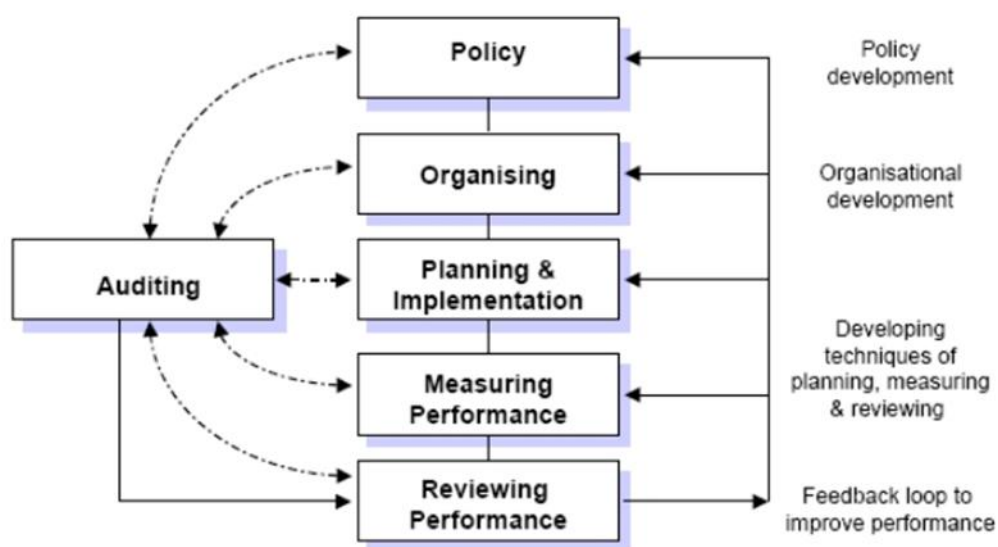 Policy
Policy
development
Organising
Organisational
development
Auditing
Planning &
Implementation
Developing
techniques of
planning, measuring
& reviewing
Measuring
Performance
Reviewing
Performance
Feedback loop to
improve performance